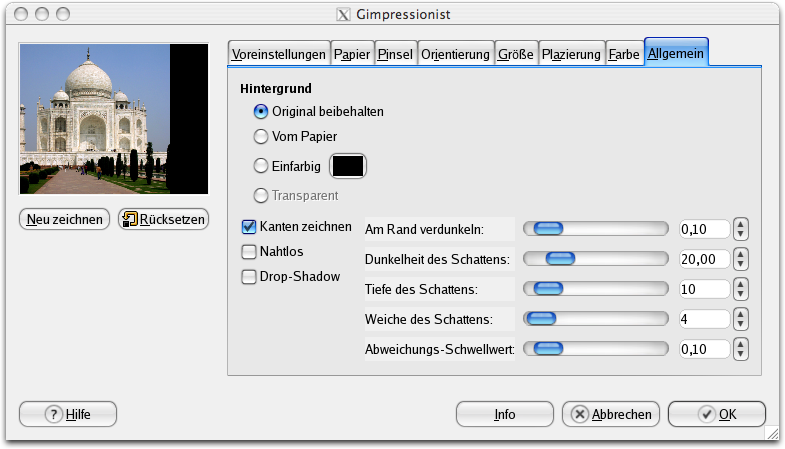 Gimpressionist
Voreinstellungen Papier Pinsel Orientierung Größe Plazierung Farbe Allgemein
Hintergrund
Original beibehalten
Vom Papier
Einfarbig
Transparent
Neu zeichnen Rücksetzen
Kanten zeichnen
Nahtlos
Drop-Shadow
Am Rand verdunkeln: 0,10
Dunkelheit des Schattens: 20,00
Tiefe des Schattens: 10
Weiche des Schattens: 4
Abweichungs-Schwellwert: 0,10
Hilfe Info Abbrechen OK